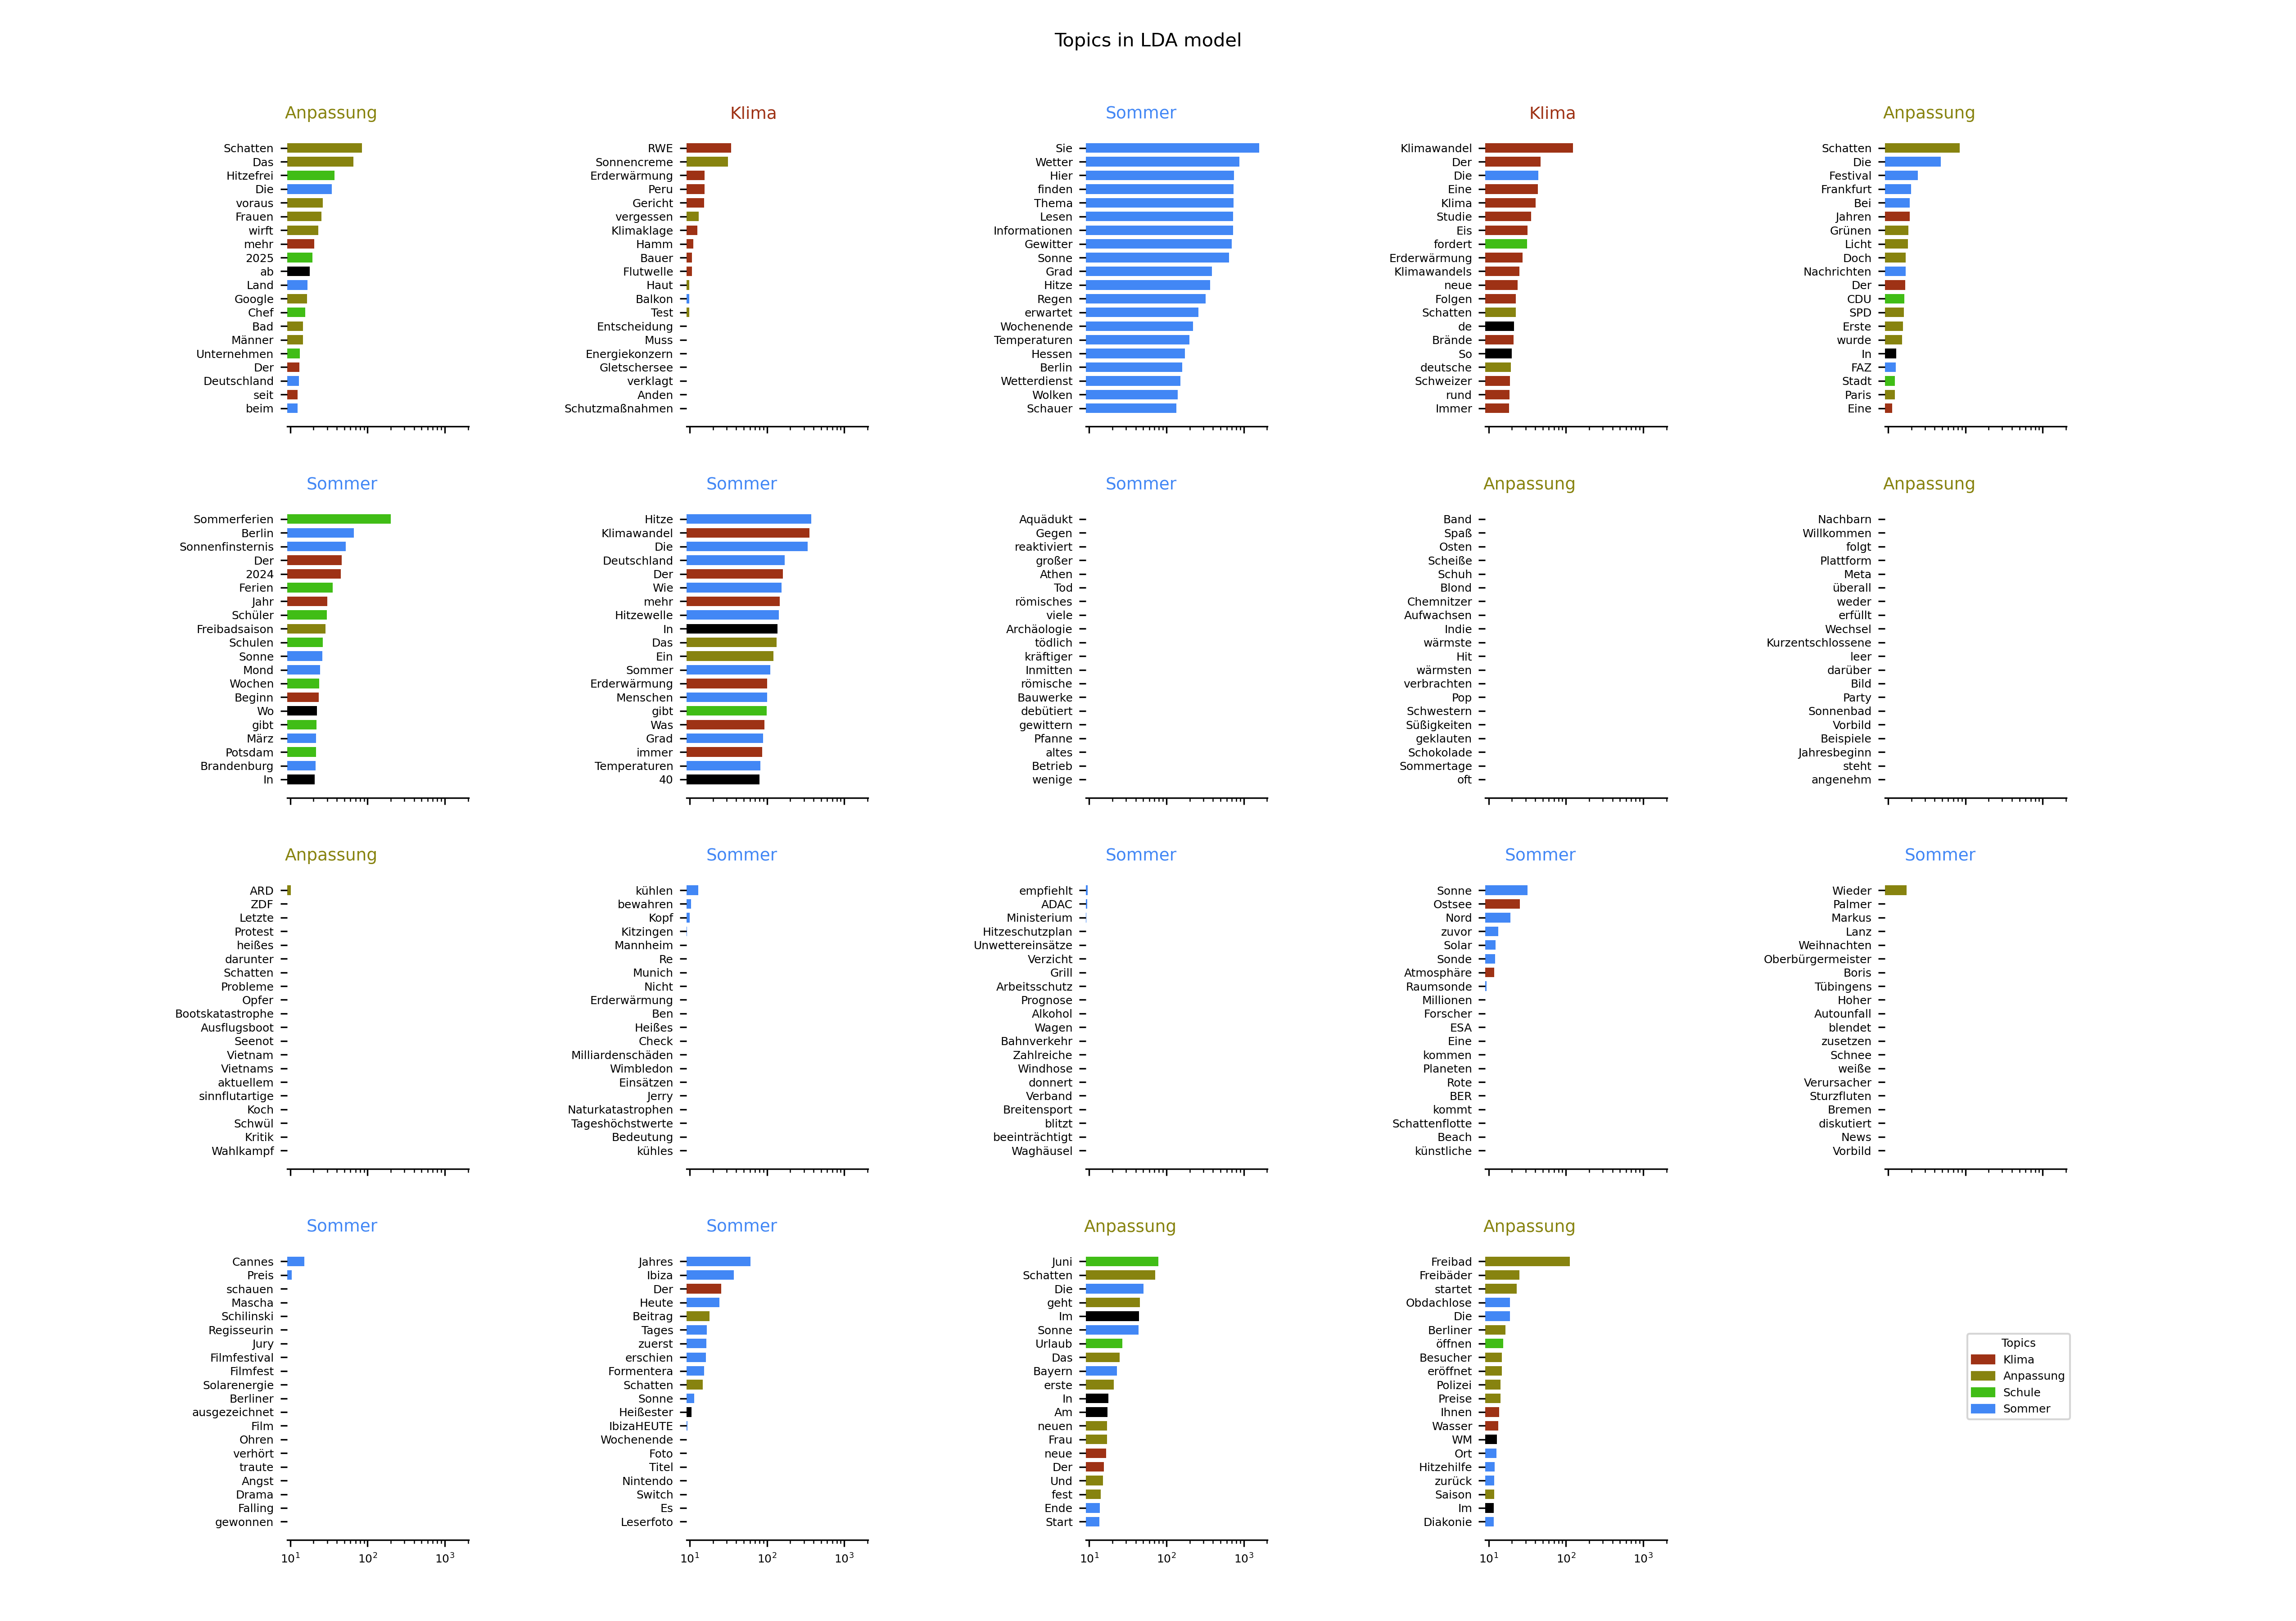 Topics in LDA model
Anpassung
Schatten
Das
Hitzefrei
Die
voraus
Frauen
wirft
mehr
2025
ab
Land
Google
Chef
Bad
Männer
Unternehmen
Der
Deutschland
seit
beim
Klima
RWE
Sonnencreme
Erderwärmung
Peru
Gericht
vergessen
Klimaklage
Hamm
Bauer
Flutwelle
Haut
Balkon
Test
Entscheidung
Muss
Energiekonzern
Gletschersee
verklagt
Anden
Schutzmaßnahmen
Sommer
Sie
Wetter
Hier
finden
Thema
Lesen
Informationen
Gewitter
Sonne
Grad
Hitze
Regen
erwartet
Wochenende
Temperaturen
Hessen
Berlin
Wetterdienst
Wolken
Schauer
Klima
Klimawandel
Der
Die
Eine
Klima
Studie
Eis
fordert
Erderwärmung
Klimawandels
neue
Folgen
Schatten
de
Brände
So
deutsche
Schweizer
rund
Immer
Anpassung
Schatten
Die
Festival
Frankfurt
Bei
Jahren
Grünen
Licht
Doch
Nachrichten
Der
CDU
SPD
Erste
wurde
In
FAZ
Stadt
Paris
Eine
Sommer
Sommerferien
Berlin
Sonnenfinsternis
Der
2024
Ferien
Jahr
Schüler
Freibadsaison
Schulen
Sonne
Mond
Wochen
Beginn
Wo
gibt
März
Potsdam
Brandenburg
In
Sommer
Hitze
Klimawandel
Die
Deutschland
Der
Wie
mehr
Hitzewelle
In
Das
Ein
Sommer
Erderwärmung
Menschen
gibt
Was
Grad
immer
Temperaturen
40
Sommer
Aquädukt
Gegen
reaktiviert
großer
Athen
Tod
römisches
viele
Archäologie
tödlich
kräftiger
Inmitten
römische
Bauwerke
debütiert
gewittern
Pfanne
altes
Betrieb
wenige
Anpassung
Band
Spaß
Osten
Scheiße
Schuh
Blond
Chemnitzer
Aufwachsen
Indie
wärmste
Hit
wärmsten
verbrachten
Pop
Schwestern
Süßigkeiten
geklauten
Schokolade
Sommertage
oft
Anpassung
Nachbarn
Willkommen
folgt
Plattform
Meta
überall
weder
erfüllt
Wechsel
Kurzentschlossene
leer
darüber
Bild
Party
Sonnenbad
Vorbild
Beispiele
Jahresbeginn
steht
angenehm
Anpassung
ARD
ZDF
Letzte
Protest
heißes
darunter
Schatten
Probleme
Opfer
Bootskatastrophe
Ausflugsboot
Seenot
Vietnam
Vietnams
aktuellem
sinnflutartige
Koch
Schwül
Kritik
Wahlkampf
Sommer
kühlen
bewahren
Kopf
Kitzingen
Mannheim
Re
Munich
Nicht
Erderwärmung
Ben
Heißes
Check
Milliardenschäden
Wimbledon
Einsätzen
Jerry
Naturkatastrophen
Tageshöchstwerte
Bedeutung
kühles
Sommer
empfiehlt
ADAC
Ministerium
Hitzeschutzplan
Unwettereinsätze
Verzicht
Grill
Arbeitsschutz
Prognose
Alkohol
Wagen
Bahnverkehr
Zahlreiche
Windhose
donnert
Verband
Breitensport
blitzt
beeinträchtigt
Waghäusel
Sommer
Sonne
Ostsee
Nord
zuvor
Solar
Sonde
Atmosphäre
Raumsonde
Millionen
Forscher
ESA
Eine
kommen
Planeten
Rote
BER
kommt
Schattenflotte
Beach
künstliche
Sommer
Wieder
Palmer
Markus
Lanz
Weihnachten
Oberbürgermeister
Boris
Tübingens
Hoher
Autounfall
blendet
zusetzen
Schnee
weiße
Verursacher
Sturzfluten
Bremen
diskutiert
News
Vorbild
Sommer
Cannes
Preis
schauen
Mascha
Schilinski
Regisseurin
Jury
Filmfestival
Filmfest
Solarenergie
Berliner
ausgezeichnet
Film
Ohren
verhört
traute
Angst
Drama
Falling
gewonnen
10¹ 10² 10³
Sommer
Jahres
Ibiza
Der
Heute
Beitrag
Tages
zuerst
erschien
Formentera
Schatten
Sonne
Heißester
IbizaHEUTE
Wochenende
Foto
Titel
Nintendo
Switch
Es
Leserfoto
10¹ 10² 10³
Anpassung
Juni
Schatten
Die
geht
Im
Sonne
Urlaub
Das
Bayern
erste
In
Am
neuen
Frau
neue
Der
Und
fest
Ende
Start
10¹ 10² 10³
Anpassung
Freibad
Freibäder
startet
Obdachlose
Die
Berliner
öffnen
Besucher
eröffnet
Polizei
Preise
Ihnen
Wasser
WM
Ort
Hitzehilfe
zurück
Saison
Im
Diakonie
10¹ 10² 10³
Topics
Klima
Anpassung
Schule
Sommer